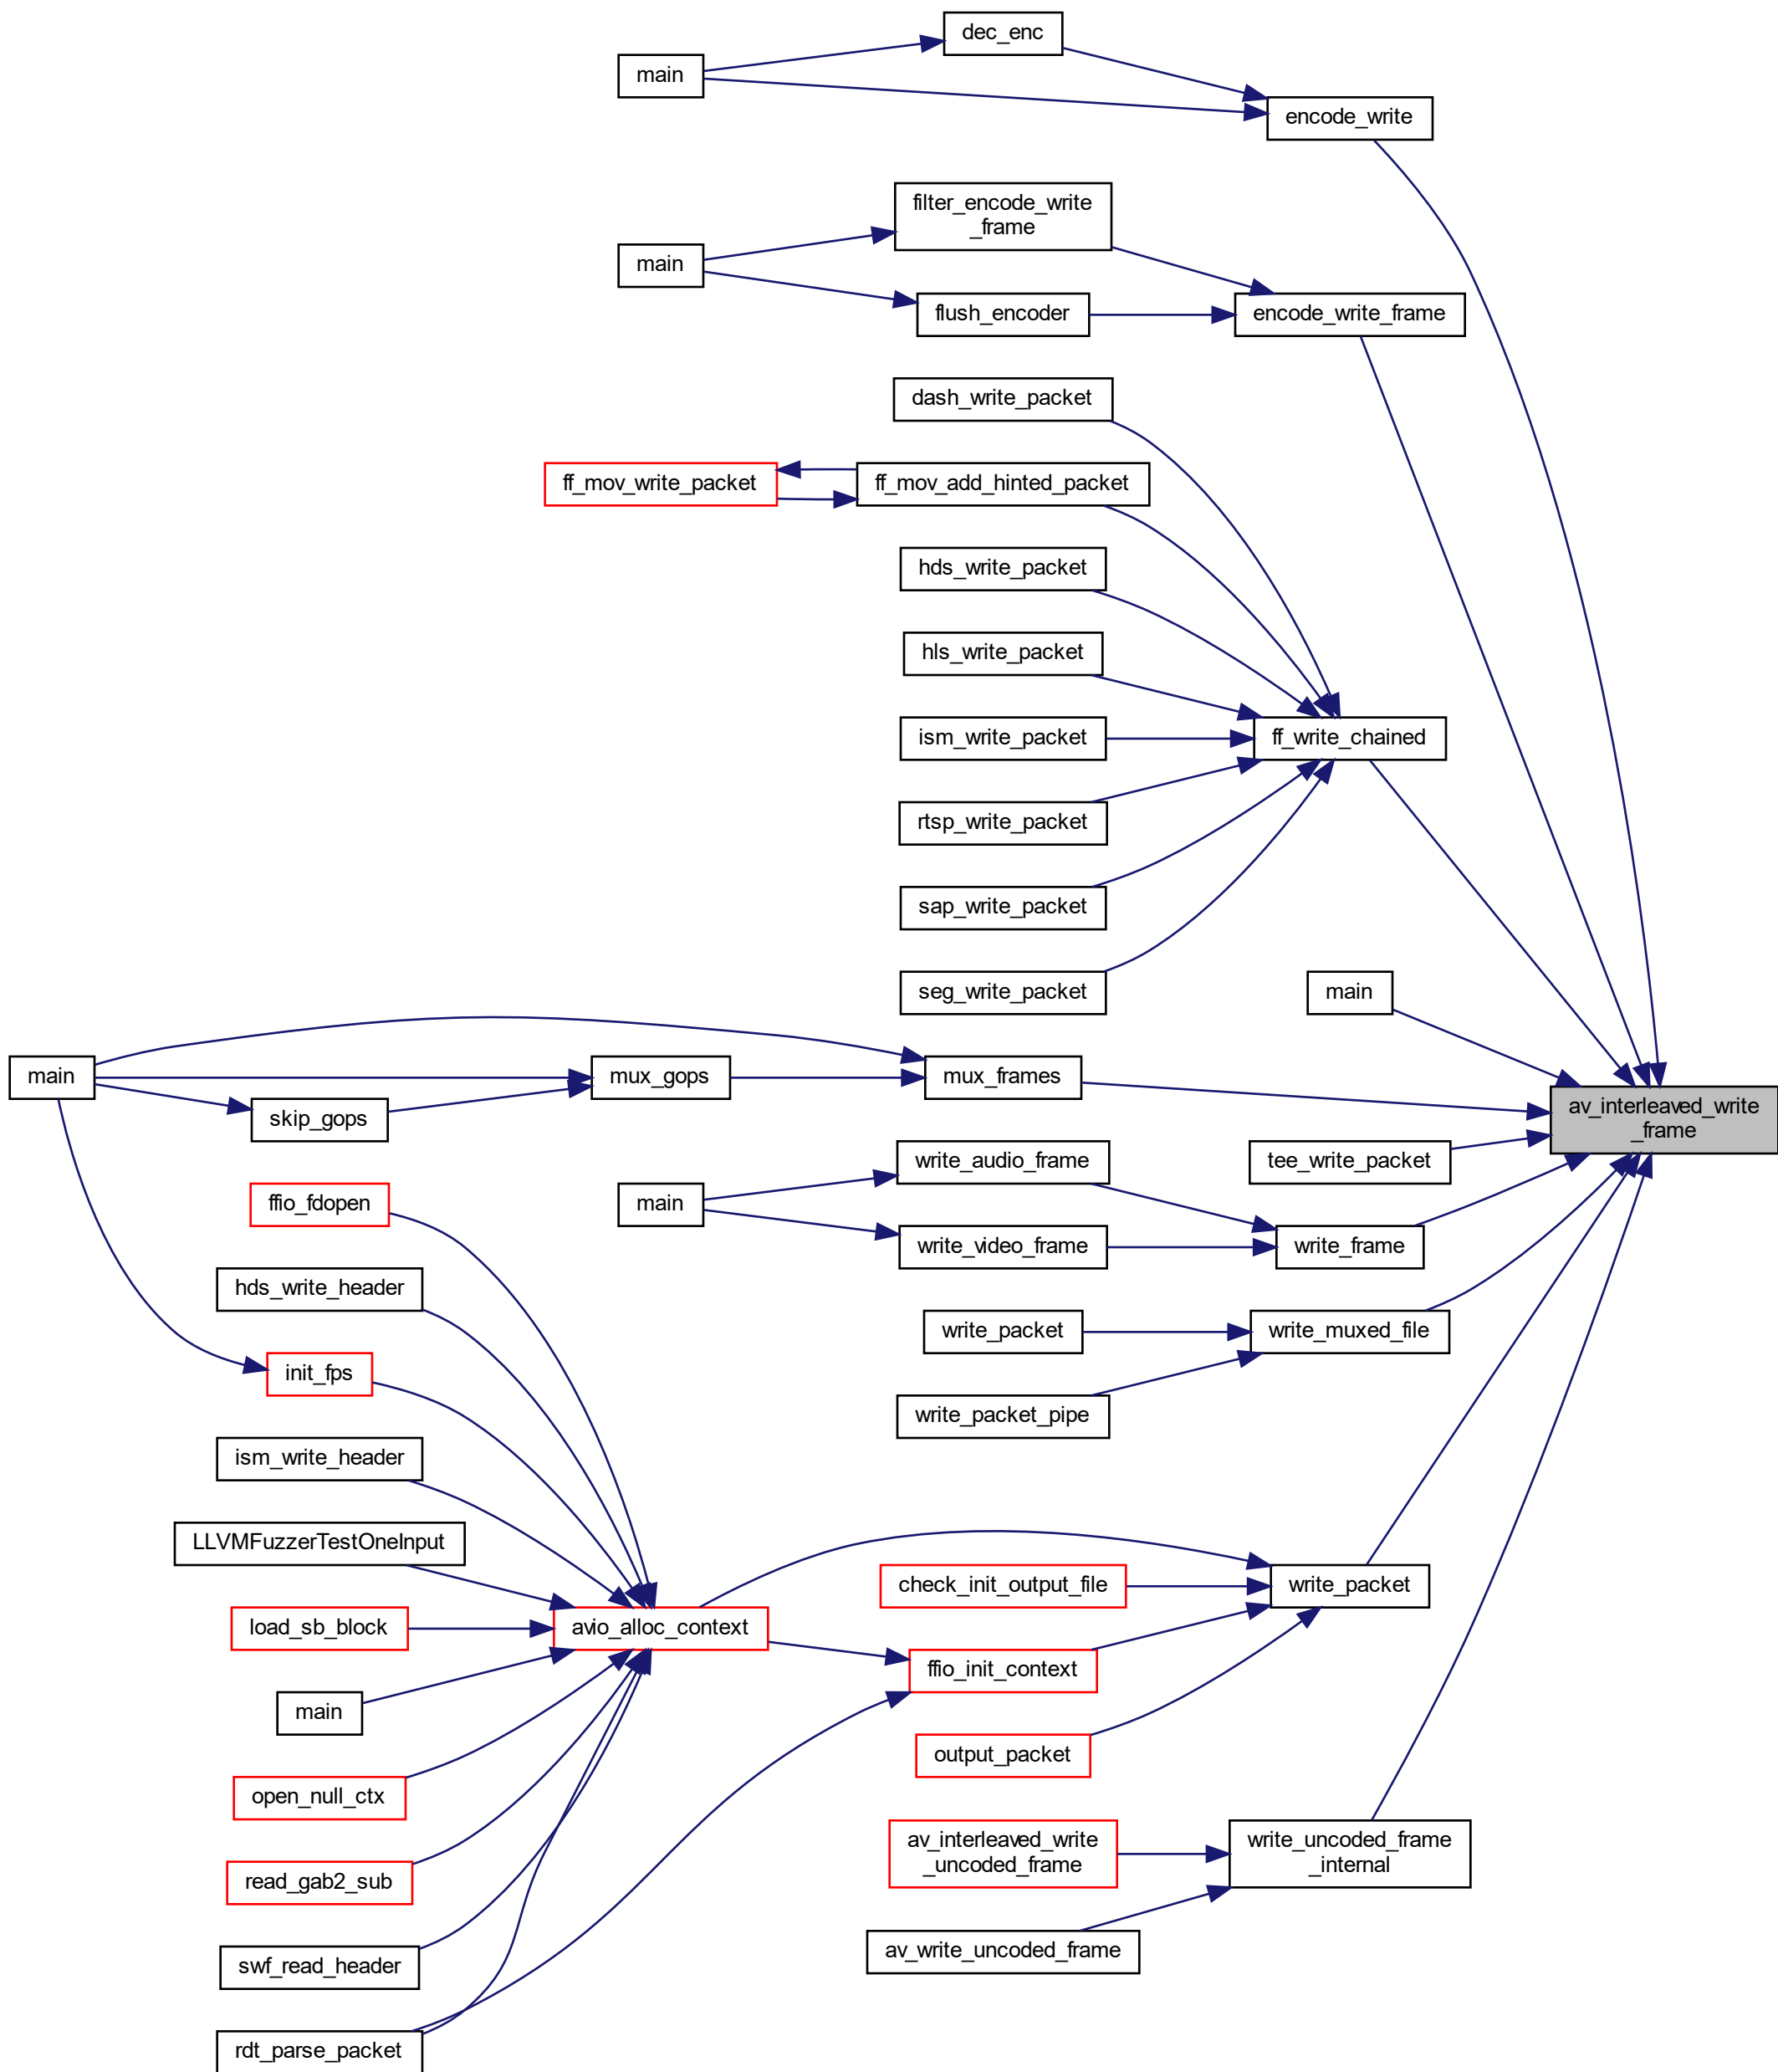 dec_enc
main
encode_write
filter_encode_write
_frame
main
flush_encoder
encode_write_frame
dash_write_packet
ff_mov_write_packet
ff_mov_add_hinted_packet
hds_write_packet
hls_write_packet
ism_write_packet
ff_write_chained
rtsp_write_packet
sap_write_packet
seg_write_packet
main
main
mux_gops
mux_frames
skip_gops
av_interleaved_write
_frame
tee_write_packet
write_audio_frame
main
ffio_fdopen
write_video_frame
write_frame
hds_write_header
write_packet
write_muxed_file
init_fps
write_packet_pipe
ism_write_header
LLVMFuzzerTestOneInput
check_init_output_file
write_packet
load_sb_block
avio_alloc_context
ffio_init_context
main
output_packet
open_null_ctx
av_interleaved_write
_uncoded_frame
write_uncoded_frame
_internal
read_gab2_sub
av_write_uncoded_frame
swf_read_header
rdt_parse_packet